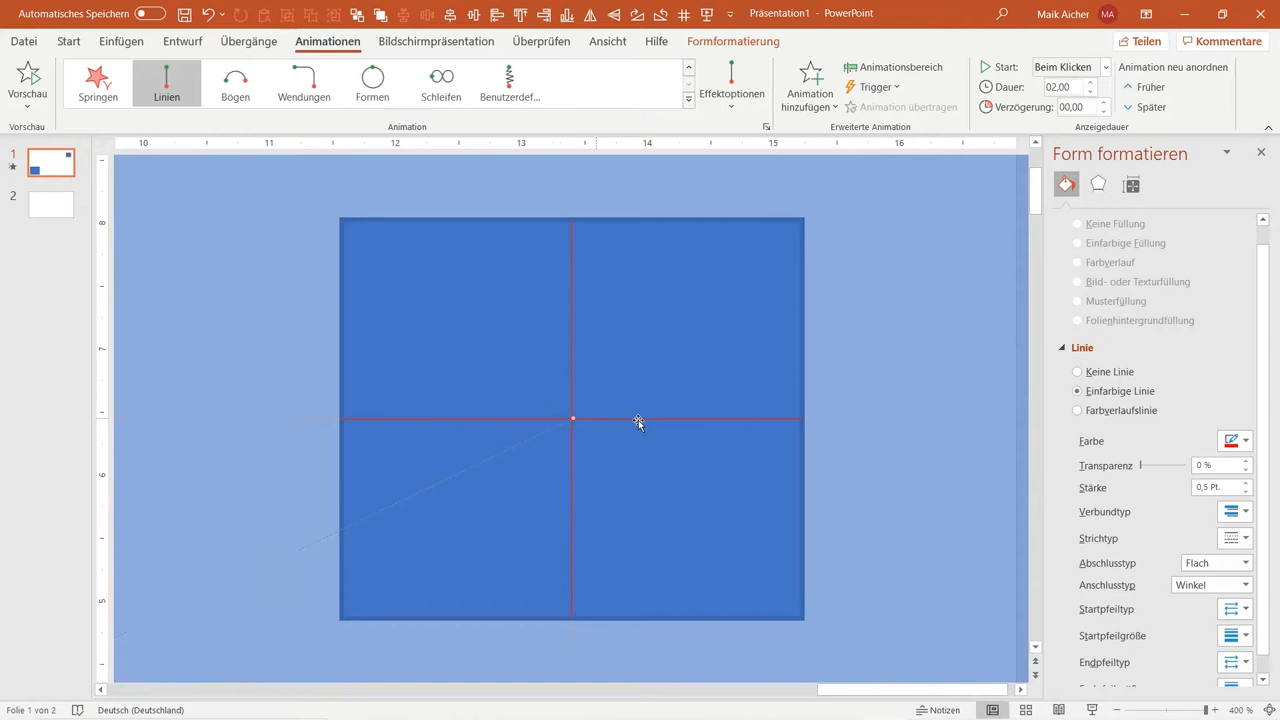 Automatisches Speichern
Präsentation1 - PowerPoint
Maik Aicher
MA
Datei
Start
Einfügen
Entwurf
Übergänge
Animationen
Bildschirmpräsentation
Überprüfen
Ansicht
Hilfe
Formformatierung
Teilen
Kommentare
Vorschau
Springen
Linien
Bögen
Wendungen
Formen
Schleifen
Benutzerdef...
Effektoptionen
Animation
hinzufügen
Animationsbereich
Trigger
Animation übertragen
Start:
Beim Klicken
Dauer:
02,00
Verzögerung:
00,00
Animation neu anordnen
Früher
Später
Vorschau
Animation
Erweiterte Animation
Anzeigedauer
10
11
12
13
14
15
16
1
2
8
7
6
5
Form formatieren
Keine Füllung
Einfarbige Füllung
Farbverlauf
Bild- oder Texturfüllung
Musterfüllung
Folienhintergrundfüllung
Linie
Keine Linie
Einfarbige Linie
Farbverlaufslinie
Farbe
Transparenz
0 %
Stärke
0,5 Pt.
Verbundtyp
Strichtyp
Abschlusstyp
Flach
Anschlusstyp
Winkel
Startpfeiltyp
Startpfeilgröße
Endpfeiltyp
Folie 1 von 2
Deutsch (Deutschland)
Notizen
400 %